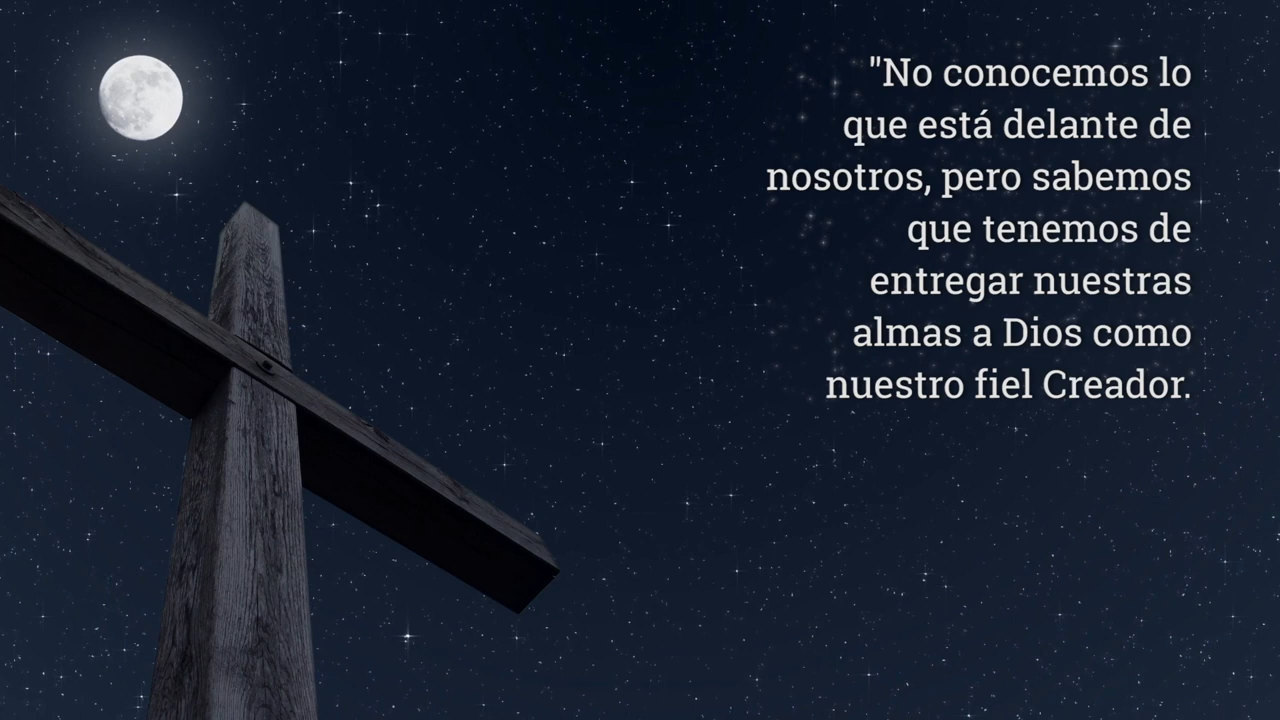 "No conocemos lo
que está delante de
nosotros, pero sabemos
que tenemos de
entregar nuestras
almas a Dios como
nuestro fiel Creador.